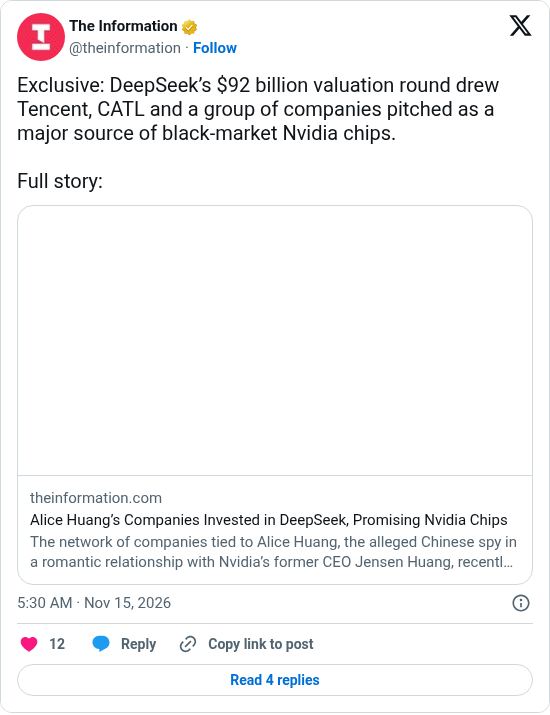 The Information
@theinformation · Follow
Exclusive: DeepSeek’s $92 billion valuation round drew
Tencent, CATL and a group of companies pitched as a
major source of black-market Nvidia chips.
Full story:
theinformation.com
Alice Huang’s Companies Invested in DeepSeek, Promising Nvidia Chips
The network of companies tied to Alice Huang, the alleged Chinese spy in
a romantic relationship with Nvidia’s former CEO Jensen Huang, recentl…
5:30 AM · Nov 15, 2026
12 Reply Copy link to post
Read 4 replies